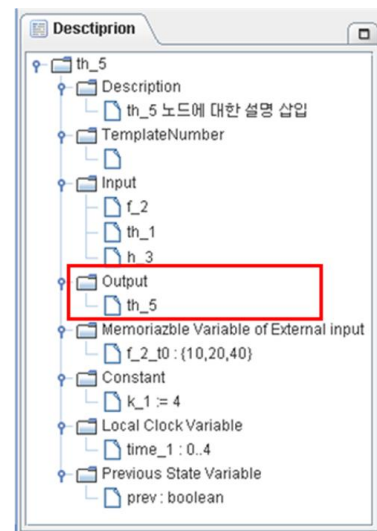 Desctiprion
th_5
Description
th_5 노드에 대한 설명 삽입
TemplateNumber
Input
f_2
th_1
h_3
Output
th_5
Memoriazble Variable of External input
f_2_t0 : {10,20,40}
Constant
k_1 := 4
Local Clock Variable
time_1 : 0..4
Previous State Variable
prev : boolean